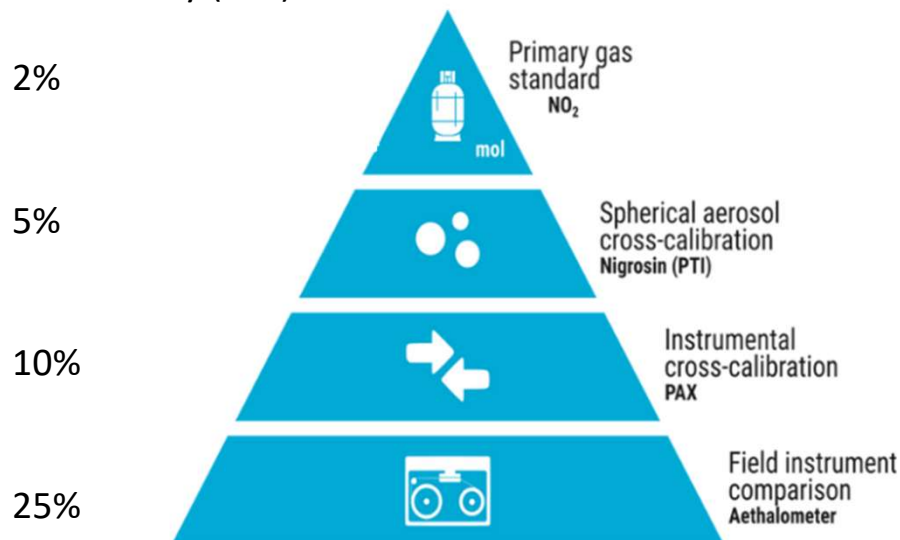 2%
Primary gas
standard
NO₂
mol
5%
Spherical aerosol
cross-calibration
Nigrosin (PTI)
10%
Instrumental
cross-calibration
PAX
25%
Field instrument
comparison
Aethalometer